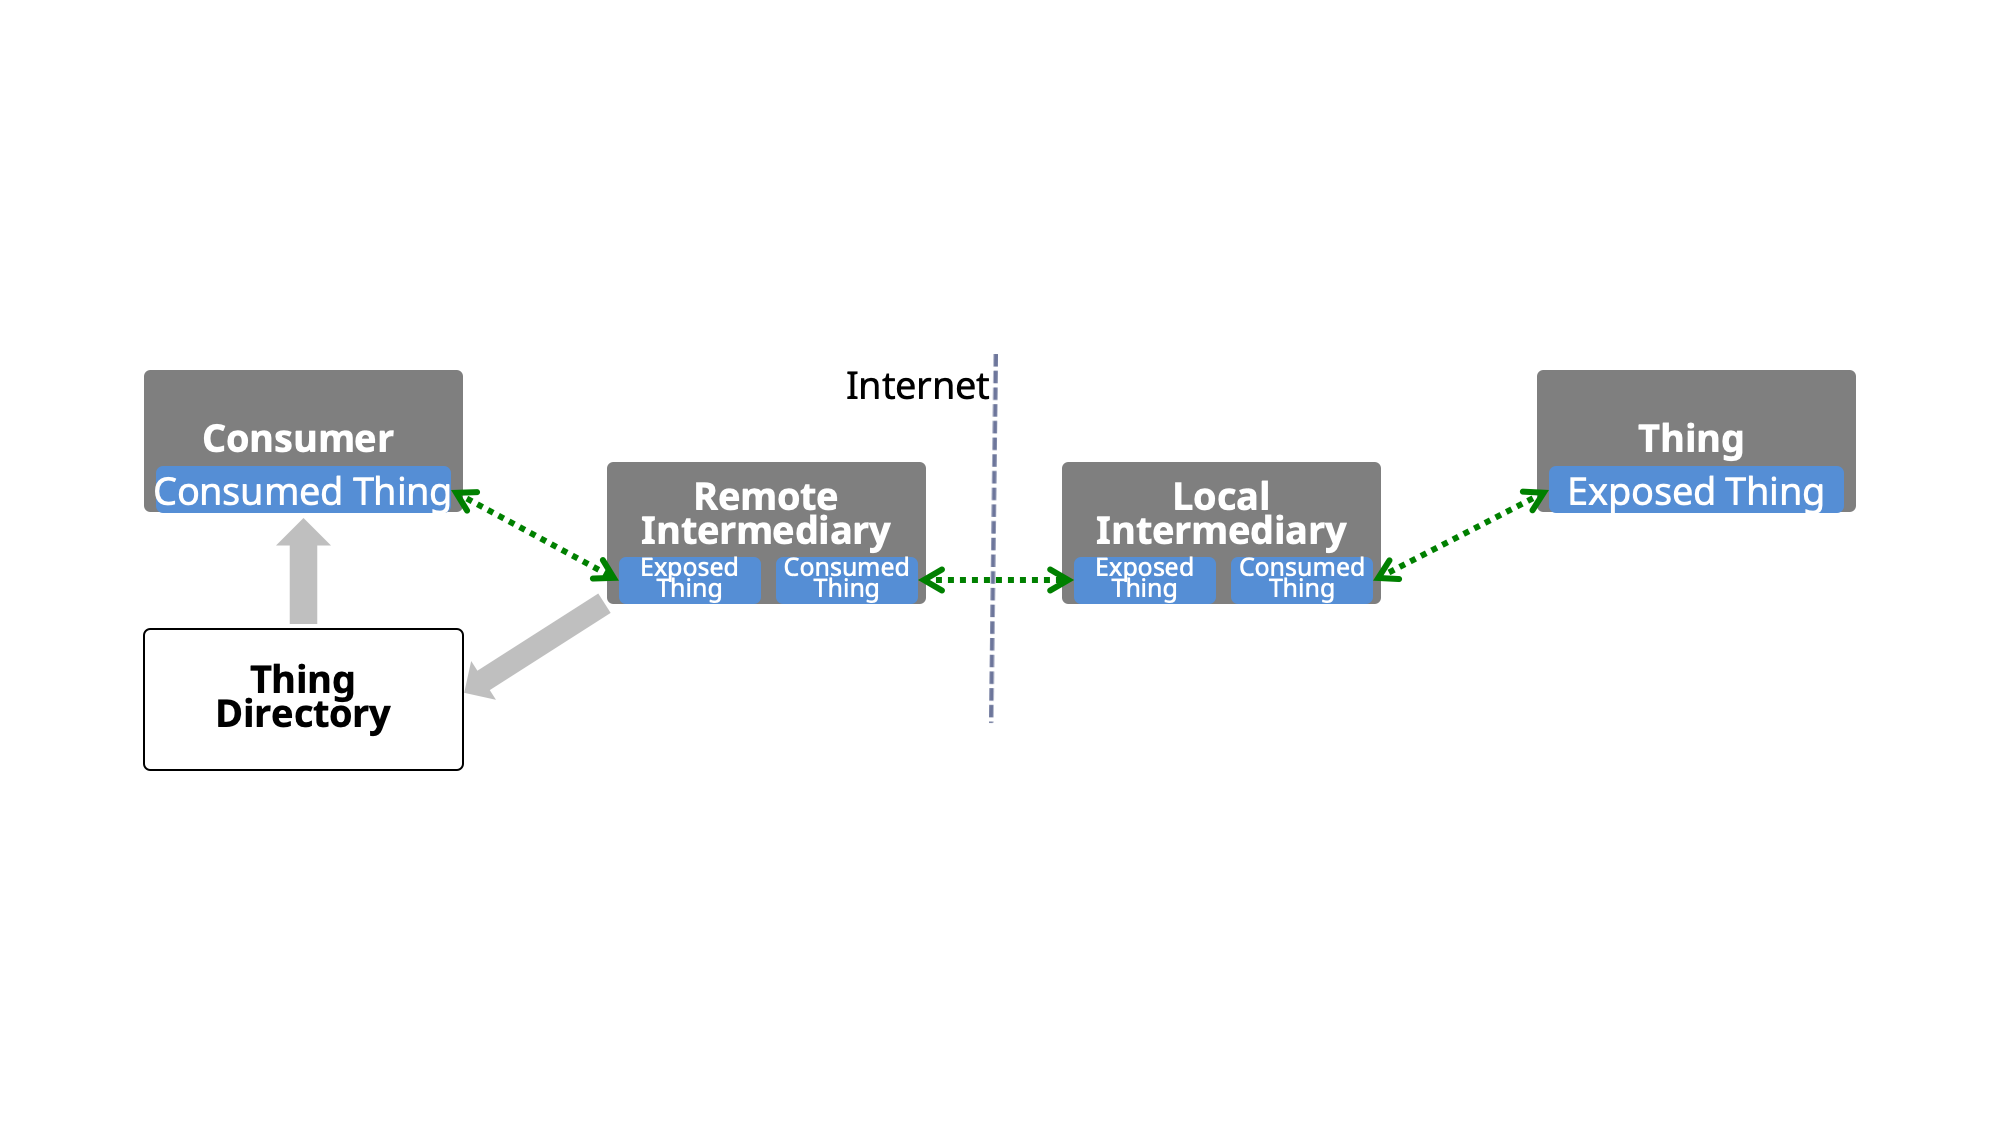 Internet
Consumer
Consumed Thing
Remote
Intermediary
Exposed
Thing
Consumed
Thing
Local
Intermediary
Exposed
Thing
Consumed
Thing
Thing
Exposed Thing
Thing
Directory